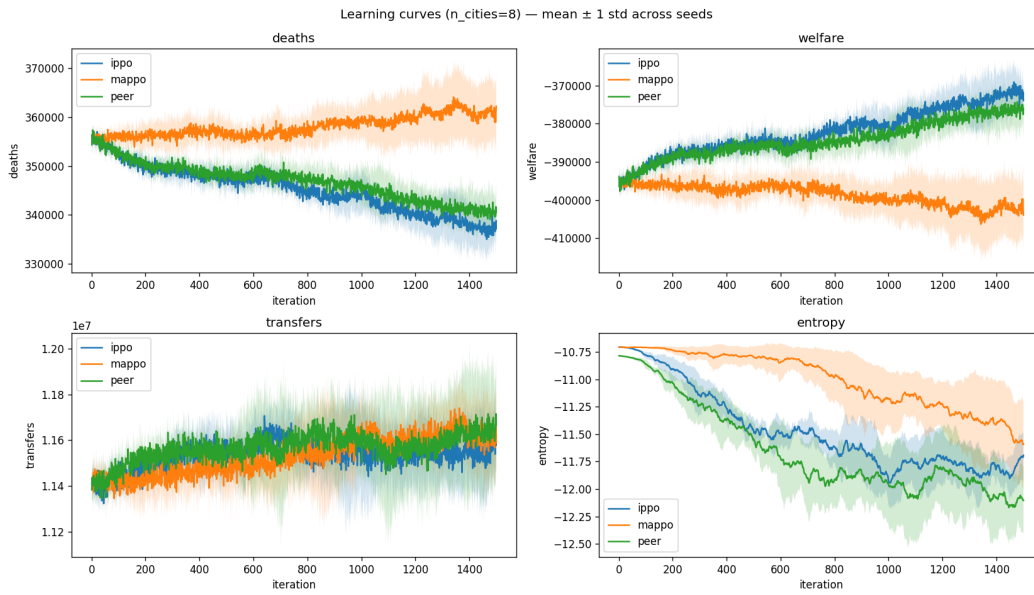 Learning curves (n_cities=8) — mean ± 1 std across seeds
deaths
370000
360000
350000
340000
330000
deaths
ippo
mappo
peer
0 200 400 600 800 1000 1200 1400
iteration
welfare
−370000
−380000
−390000
−400000
−410000
welfare
ippo
mappo
peer
0 200 400 600 800 1000 1200 1400
iteration
transfers
1e7
1.20
1.18
1.16
1.14
1.12
transfers
ippo
mappo
peer
0 200 400 600 800 1000 1200 1400
iteration
entropy
−10.75
−11.00
−11.25
−11.50
−11.75
−12.00
−12.25
−12.50
entropy
ippo
mappo
peer
0 200 400 600 800 1000 1200 1400
iteration